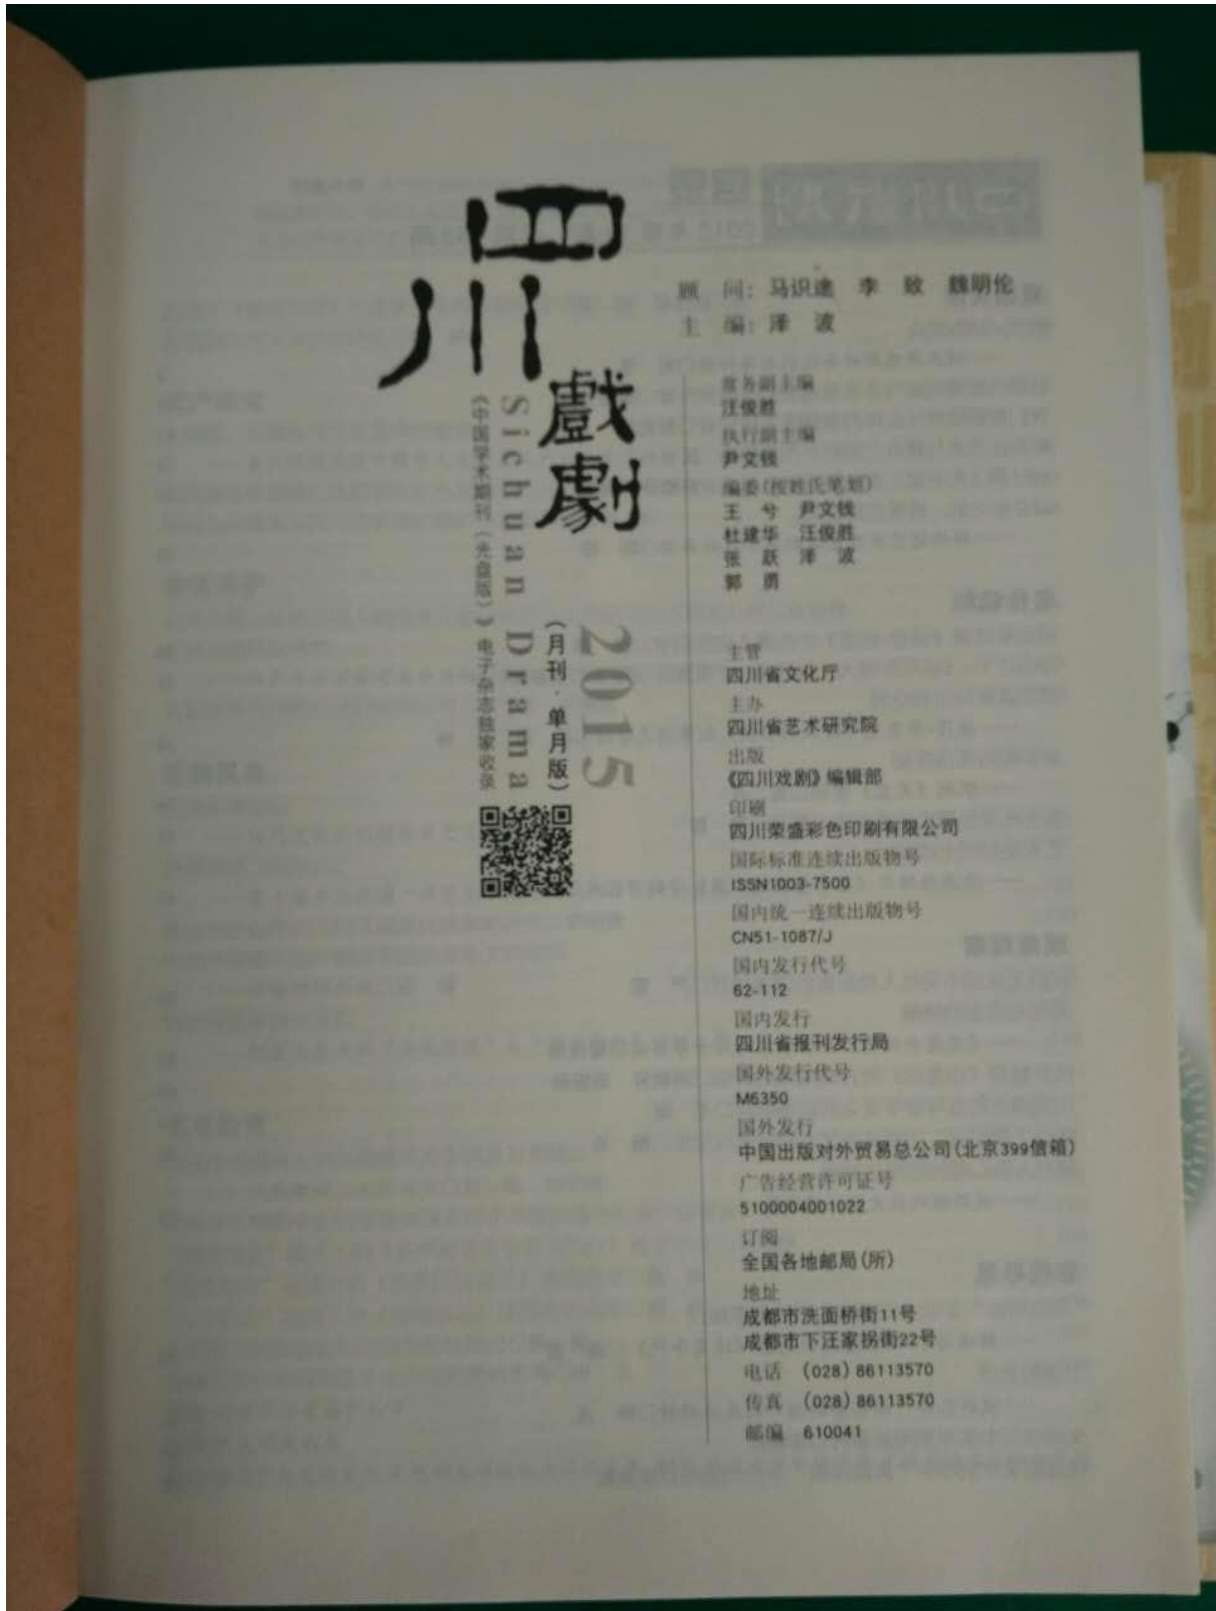 四川
戲劇
Sichuan Drama
《中国学术期刊（光盘版）》电子杂志独家收录
2015
（月刊·单月版）
顾 问：马识途 李 致 魏明伦
主 编：泽 波
常务副主编
汪俊胜
执行副主编
尹文钱
编委（按姓氏笔划）
王 兮 尹文钱
杜建华 汪俊胜
张 跃 泽 波
郭 勇
主管
四川省文化厅
主办
四川省艺术研究院
出版
《四川戏剧》编辑部
印刷
四川荣盛彩色印刷有限公司
国际标准连续出版物号
ISSN1003-7500
国内统一连续出版物号
CN51-1087/J
国内发行代号
62-112
国内发行
四川省报刊发行局
国外发行代号
M6350
国外发行
中国出版对外贸易总公司（北京399信箱）
广告经营许可证号
5100004001022
订阅
全国各地邮局（所）
地址
成都市洗面桥街11号
成都市下汪家拐街22号
电话 （028）86113570
传真 （028）86113570
邮编 610041